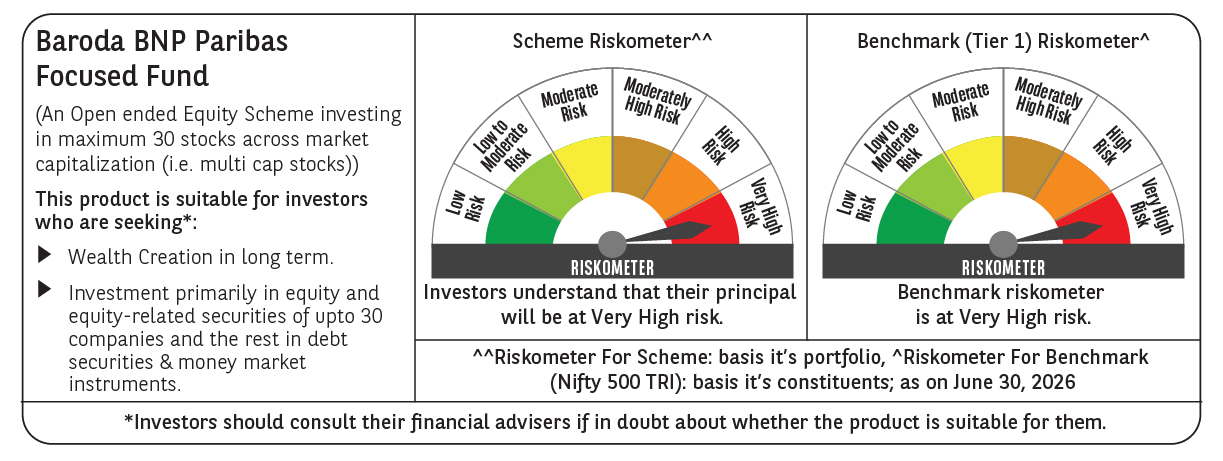 Baroda BNP Paribas
Focused Fund
(An Open ended Equity Scheme investing
in maximum 30 stocks across market
capitalization (i.e. multi cap stocks))
This product is suitable for investors
who are seeking*:
Wealth Creation in long term.
Investment primarily in equity and
equity-related securities of upto 30
companies and the rest in debt
securities & money market
instruments.
Scheme Riskometer^^
Low
Risk
Low to
Moderate
Risk
Moderate
Risk
Moderately
High Risk
High
Risk
Very High
Risk
RISKOMETER
Investors understand that their principal
will be at Very High risk.
Benchmark (Tier 1) Riskometer^
Low
Risk
Low to
Moderate
Risk
Moderate
Risk
Moderately
High Risk
High
Risk
Very High
Risk
RISKOMETER
Benchmark riskometer
is at Very High risk.
^^Riskometer For Scheme: basis it's portfolio, ^Riskometer For Benchmark
(Nifty 500 TRI): basis it's constituents; as on June 30, 2026
*Investors should consult their financial advisers if in doubt about whether the product is suitable for them.